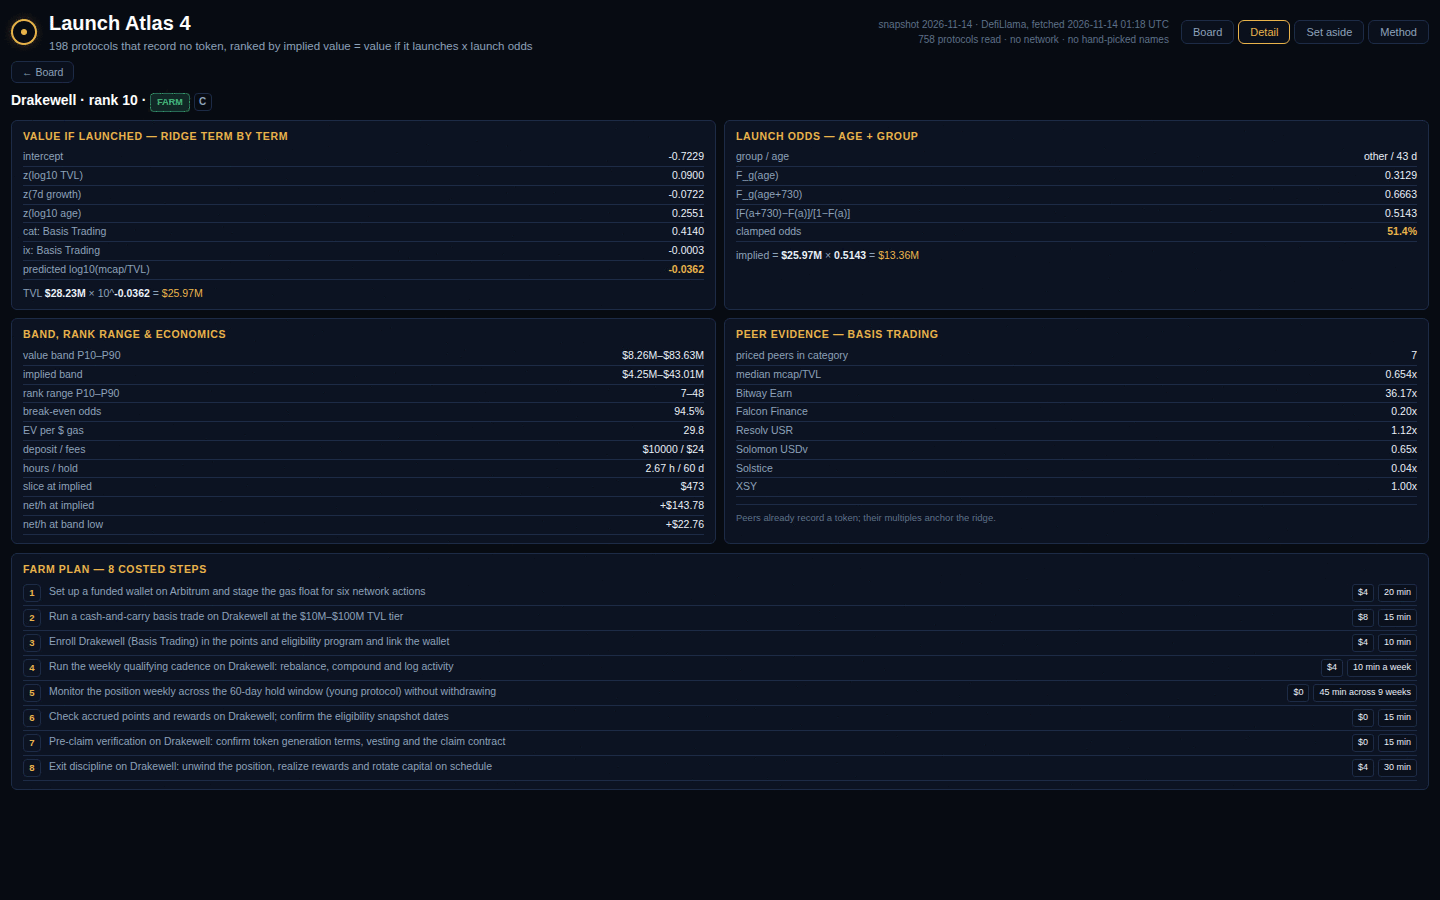 Launch Atlas 4
198 protocols that record no token, ranked by implied value = value if it launches x launch odds
snapshot 2026-11-14 · DefiLlama, fetched 2026-11-14 01:18 UTC
758 protocols read · no network · no hand-picked names
Board
Detail
Set aside
Method
← Board
Drakewell · rank 10 · FARM C
VALUE IF LAUNCHED — RIDGE TERM BY TERM
intercept -0.7229
z(log10 TVL) 0.0900
z(7d growth) -0.0722
z(log10 age) 0.2551
cat: Basis Trading 0.4140
ix: Basis Trading -0.0003
predicted log10(mcap/TVL) -0.0362
TVL $28.23M × 10^-0.0362 = $25.97M
LAUNCH ODDS — AGE + GROUP
group / age other / 43 d
F_g(age) 0.3129
F_g(age+730) 0.6663
[F(a+730)−F(a)]/[1−F(a)] 0.5143
clamped odds 51.4%
implied = $25.97M × 0.5143 = $13.36M
BAND, RANK RANGE & ECONOMICS
value band P10–P90 $8.26M–$83.63M
implied band $4.25M–$43.01M
rank range P10–P90 7–48
break-even odds 94.5%
EV per $ gas 29.8
deposit / fees $10000 / $24
hours / hold 2.67 h / 60 d
slice at implied $473
net/h at implied +$143.78
net/h at band low +$22.76
PEER EVIDENCE — BASIS TRADING
priced peers in category 7
median mcap/TVL 0.654x
Bitway Earn 36.17x
Falcon Finance 0.20x
Resolv USR 1.12x
Solomon USDv 0.65x
Solstice 0.04x
XSY 1.00x
Peers already record a token; their multiples anchor the ridge.
FARM PLAN — 8 COSTED STEPS
1 Set up a funded wallet on Arbitrum and stage the gas float for six network actions $4 20 min
2 Run a cash-and-carry basis trade on Drakewell at the $10M–$100M TVL tier $8 15 min
3 Enroll Drakewell (Basis Trading) in the points and eligibility program and link the wallet $4 10 min
4 Run the weekly qualifying cadence on Drakewell: rebalance, compound and log activity $4 10 min a week
5 Monitor the position weekly across the 60-day hold window (young protocol) without withdrawing $0 45 min across 9 weeks
6 Check accrued points and rewards on Drakewell; confirm the eligibility snapshot dates $0 15 min
7 Pre-claim verification on Drakewell: confirm token generation terms, vesting and the claim contract $0 15 min
8 Exit discipline on Drakewell: unwind the position, realize rewards and rotate capital on schedule $4 30 min